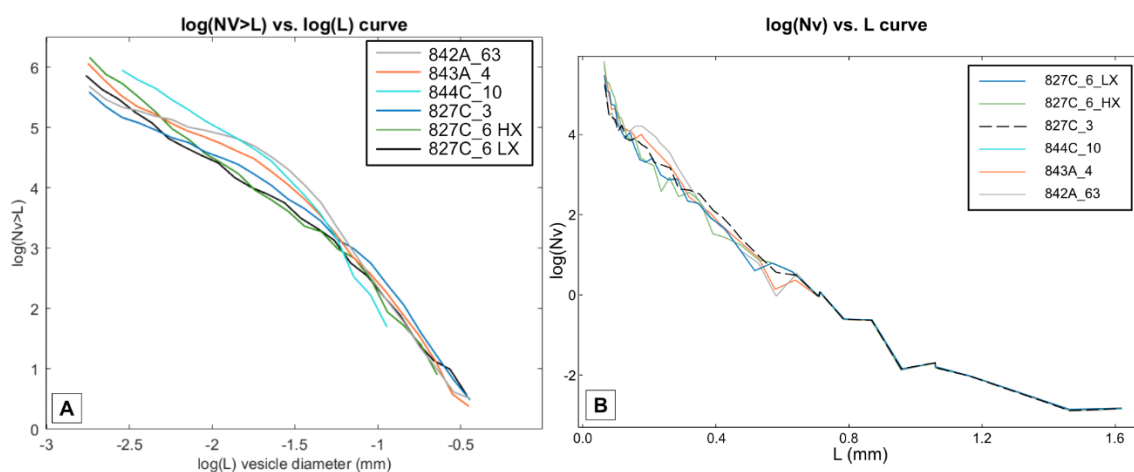 log(NV>L) vs. log(L) curve
842A_63
843A_4
844C_10
827C_3
827C_6 HX
827C_6 LX
log(Nv>L)
6
5
4
3
2
1
0
A
-3
-2.5
-2
-1.5
-1
-0.5
log(L) vesicle diameter (mm)
log(Nv) vs. L curve
827C_6_LX
827C_6_HX
827C_3
844C_10
843A_4
842A_63
log(Nv)
4
2
0
-2
B
0.0
0.4
0.8
1.2
1.6
L (mm)